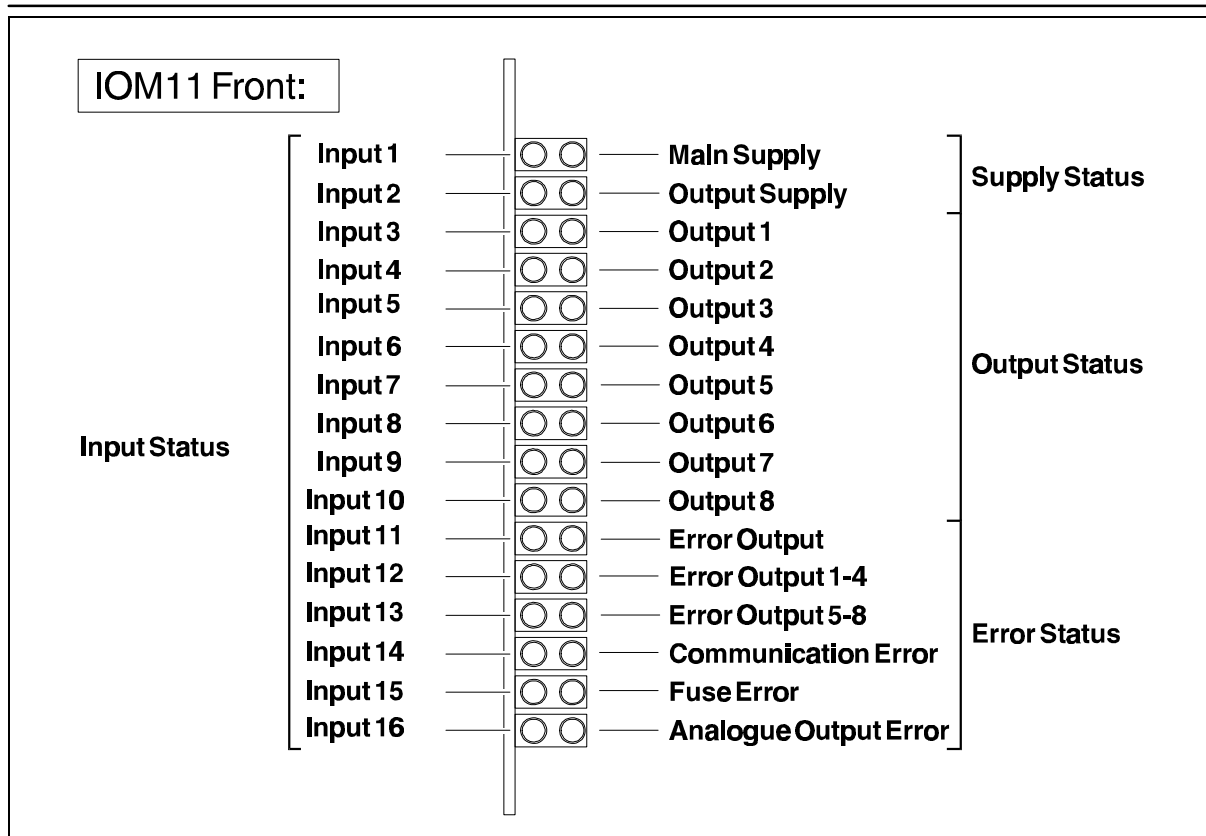 IOM11 Front:
Input Status
Input 1
Input 2
Input 3
Input 4
Input 5
Input 6
Input 7
Input 8
Input 9
Input 10
Input 11
Input 12
Input 13
Input 14
Input 15
Input 16
Main Supply
Output Supply
Output 1
Output 2
Output 3
Output 4
Output 5
Output 6
Output 7
Output 8
Error Output
Error Output 1-4
Error Output 5-8
Communication Error
Fuse Error
Analogue Output Error
Supply Status
Output Status
Error Status